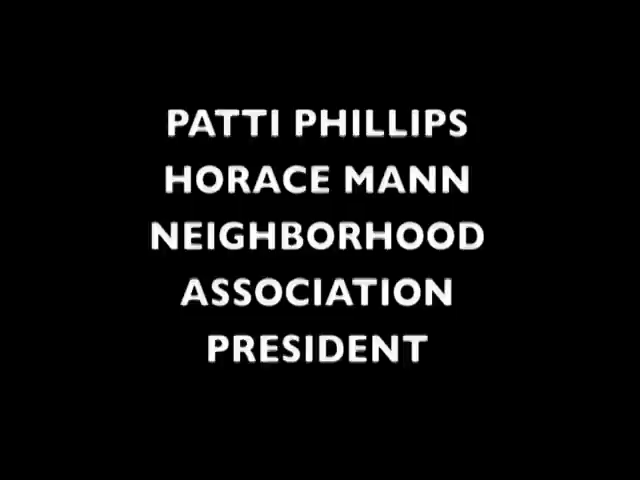 PATTI PHILLIPS
HORACE MANN
NEIGHBORHOOD
ASSOCIATION
PRESIDENT